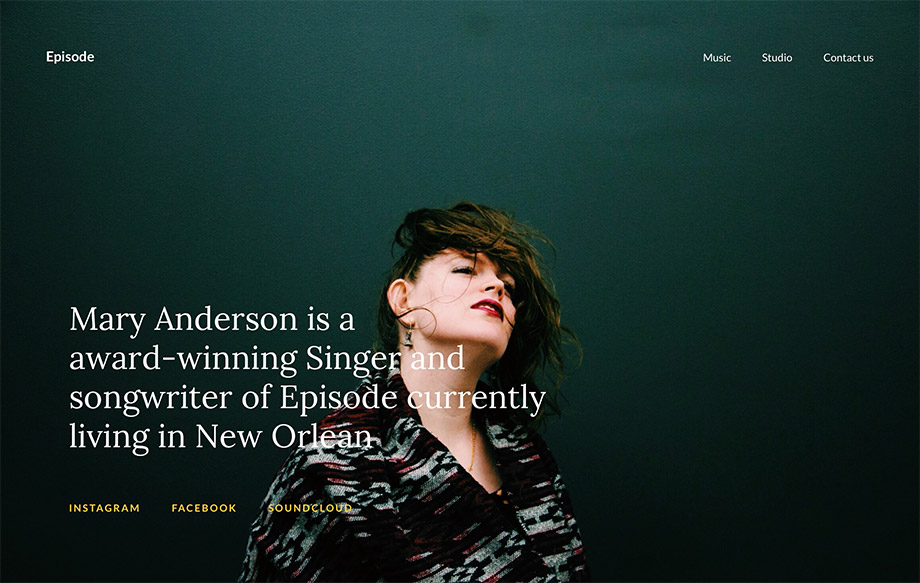 Episode
Music Studio Contact us
Mary Anderson is a
award-winning Singer and
songwriter of Episode currently
living in New Orlean
INSTAGRAM FACEBOOK SOUNDCLOUD